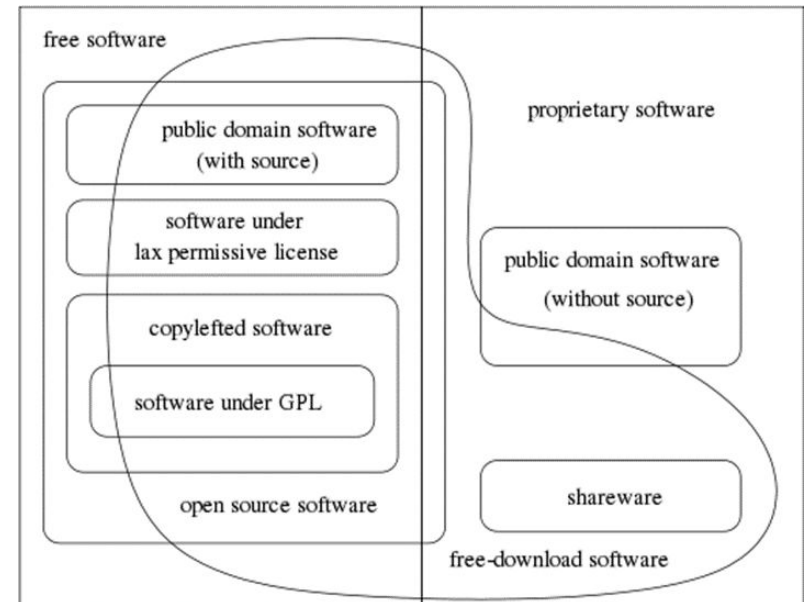 free software
public domain software
(with source)
software under
lax permissive license
copylefted software
software under GPL
open source software
proprietary software
public domain software
(without source)
shareware
free-download software